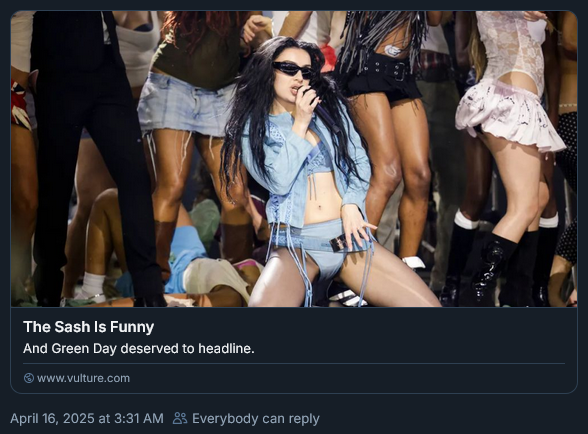 The Sash Is Funny
And Green Day deserved to headline.
www.vulture.com
April 16, 2025 at 3:31 AM Everybody can reply